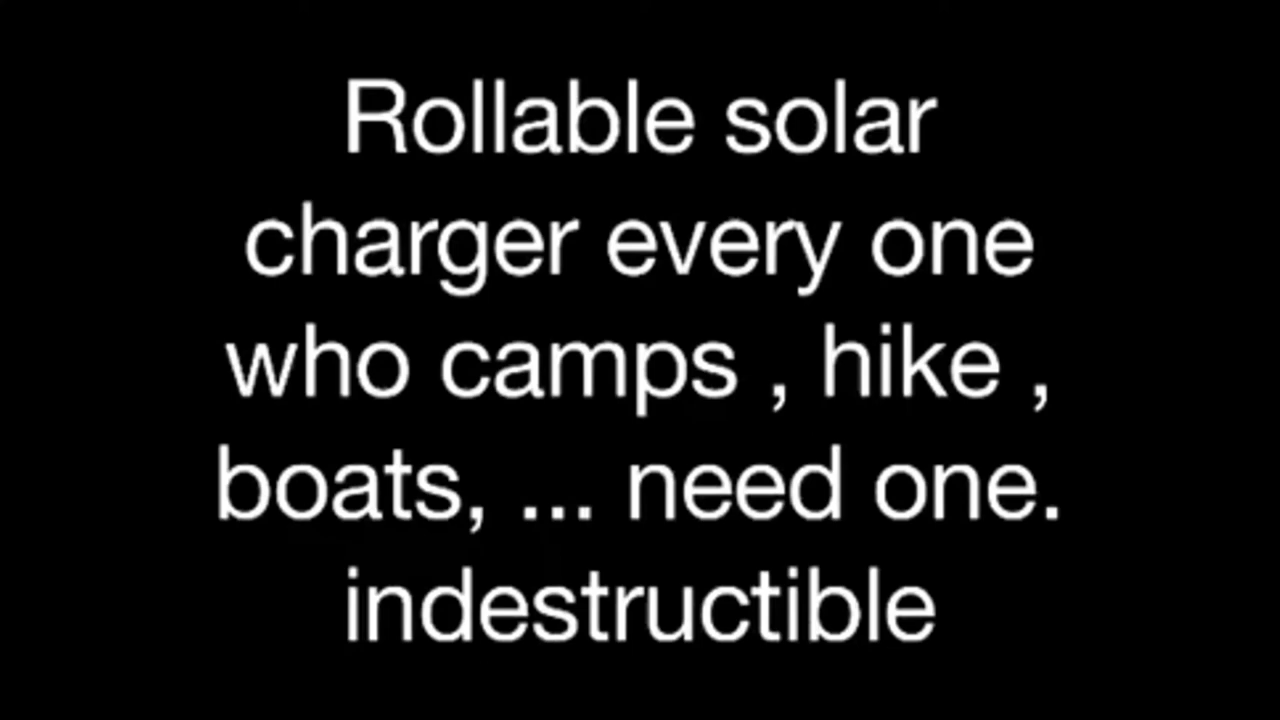 Rollable solar
charger every one
who camps , hike ,
boats, ... need one.
indestructible